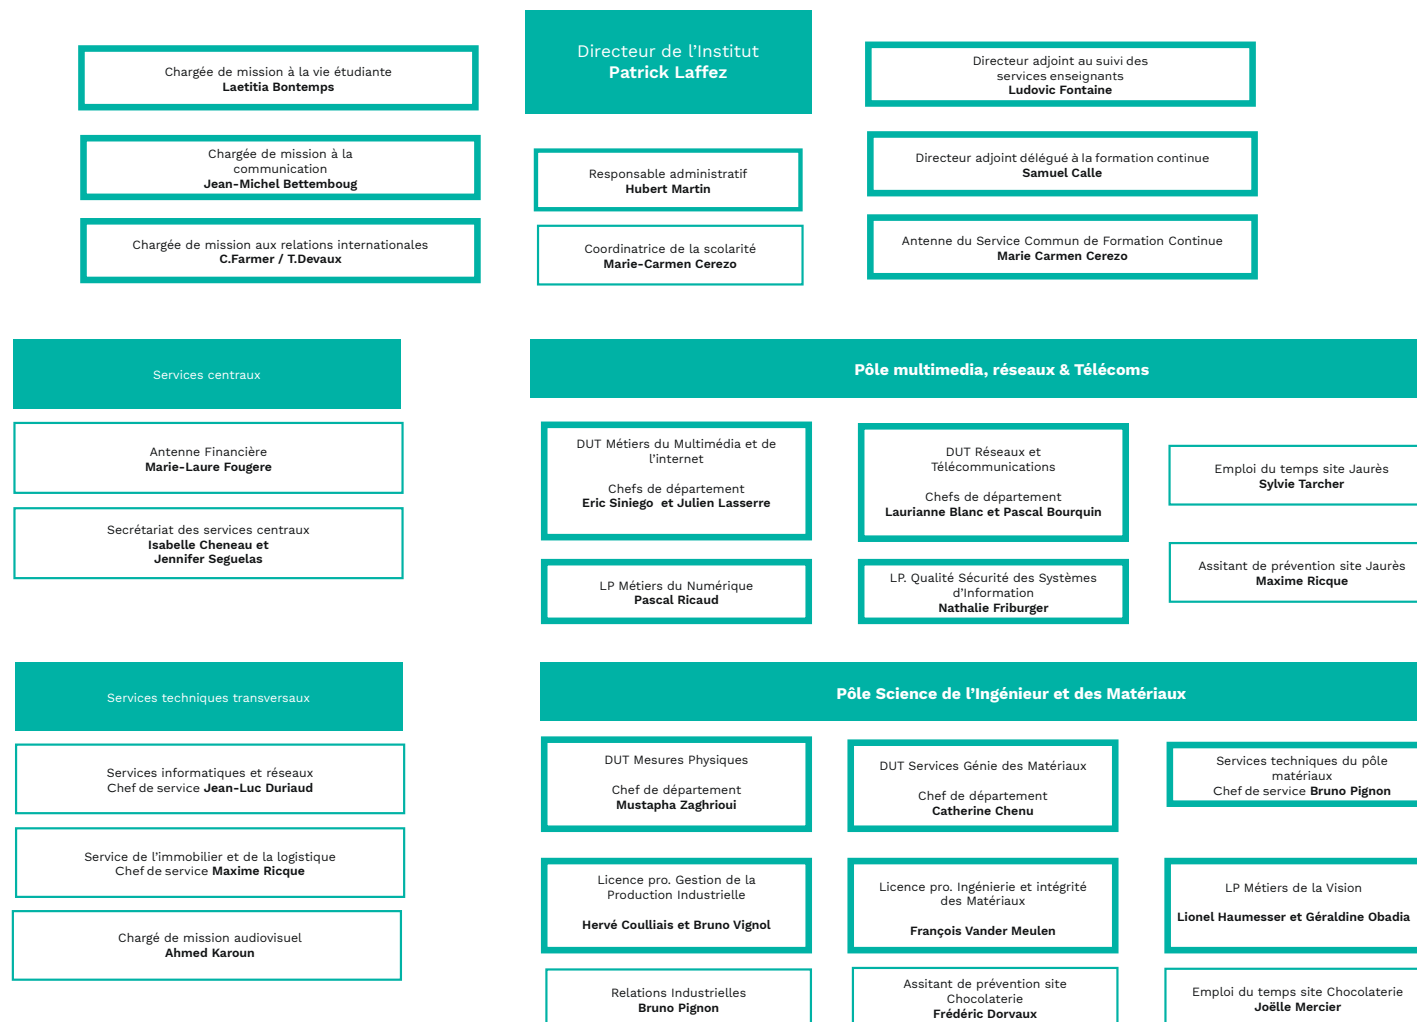 Directeur de l'Institut
Patrick Laffez
Chargée de mission à la vie étudiante
Laetitia Bontemps
Directeur adjoint au suivi des
services enseignants
Ludovic Fontaine
Chargée de mission à la
communication
Jean-Michel Bettemboug
Responsable administratif
Hubert Martin
Directeur adjoint délégué à la formation continue
Samuel Calle
Chargée de mission aux relations internationales
C.Farmer / T.Devaux
Coordinatrice de la scolarité
Marie-Carmen Cerezo
Antenne du Service Commun de Formation Continue
Marie Carmen Cerezo
Services centraux
Antenne Financière
Marie-Laure Fougere
Secrétariat des services centraux
Isabelle Cheneau et
Jennifer Seguelas
Pôle multimedia, réseaux & Télécoms
DUT Métiers du Multimédia et de
l'internet
Chefs de département
Eric Siniego et Julien Lasserre
DUT Réseaux et
Télécommunications
Chefs de département
Laurianne Blanc et Pascal Bourquin
Emploi du temps site Jaurès
Sylvie Tarcher
LP Métiers du Numérique
Pascal Ricaud
LP. Qualité Sécurité des Systèmes
d'Information
Nathalie Friburger
Assitant de prévention site Jaurès
Maxime Ricque
Services techniques transversaux
Services informatiques et réseaux
Chef de service Jean-Luc Duriaud
Service de l'immobilier et de la logistique
Chef de service Maxime Ricque
Chargé de mission audiovisuel
Ahmed Karoun
Pôle Science de l'Ingénieur et des Matériaux
DUT Mesures Physiques
Chef de département
Mustapha Zaghrioui
DUT Services Génie des Matériaux
Chef de département
Catherine Chenu
Services techniques du pôle
matériaux
Chef de service Bruno Pignon
Licence pro. Gestion de la
Production Industrielle
Hervé Coulliais et Bruno Vignol
Licence pro. Ingénierie et intégrité
des Matériaux
François Vander Meulen
LP Métiers de la Vision
Lionel Haumesser et Géraldine Obadia
Relations Industrielles
Bruno Pignon
Assitant de prévention site
Chocolaterie
Frédéric Dorvaux
Emploi du temps site Chocolaterie
Joëlle Mercier